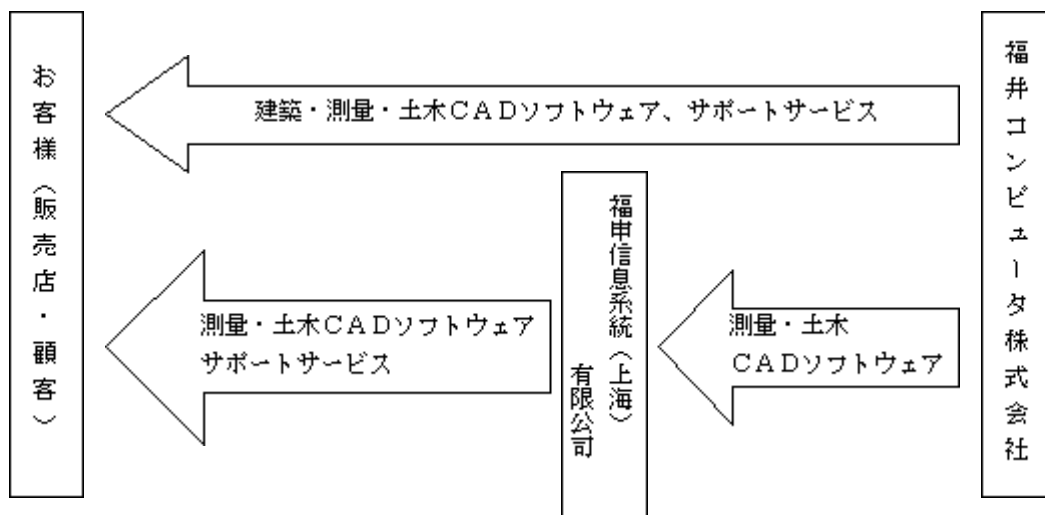 お客様（販売店・顧客）
建築・測量・土木ＣＡＤソフトウェア、サポートサービス
福井コンピュータ株式会社
測量・土木ＣＡＤソフトウェア
サポートサービス
福申信息系統（上海）
有限公司
測量・土木
ＣＡＤソフトウェア